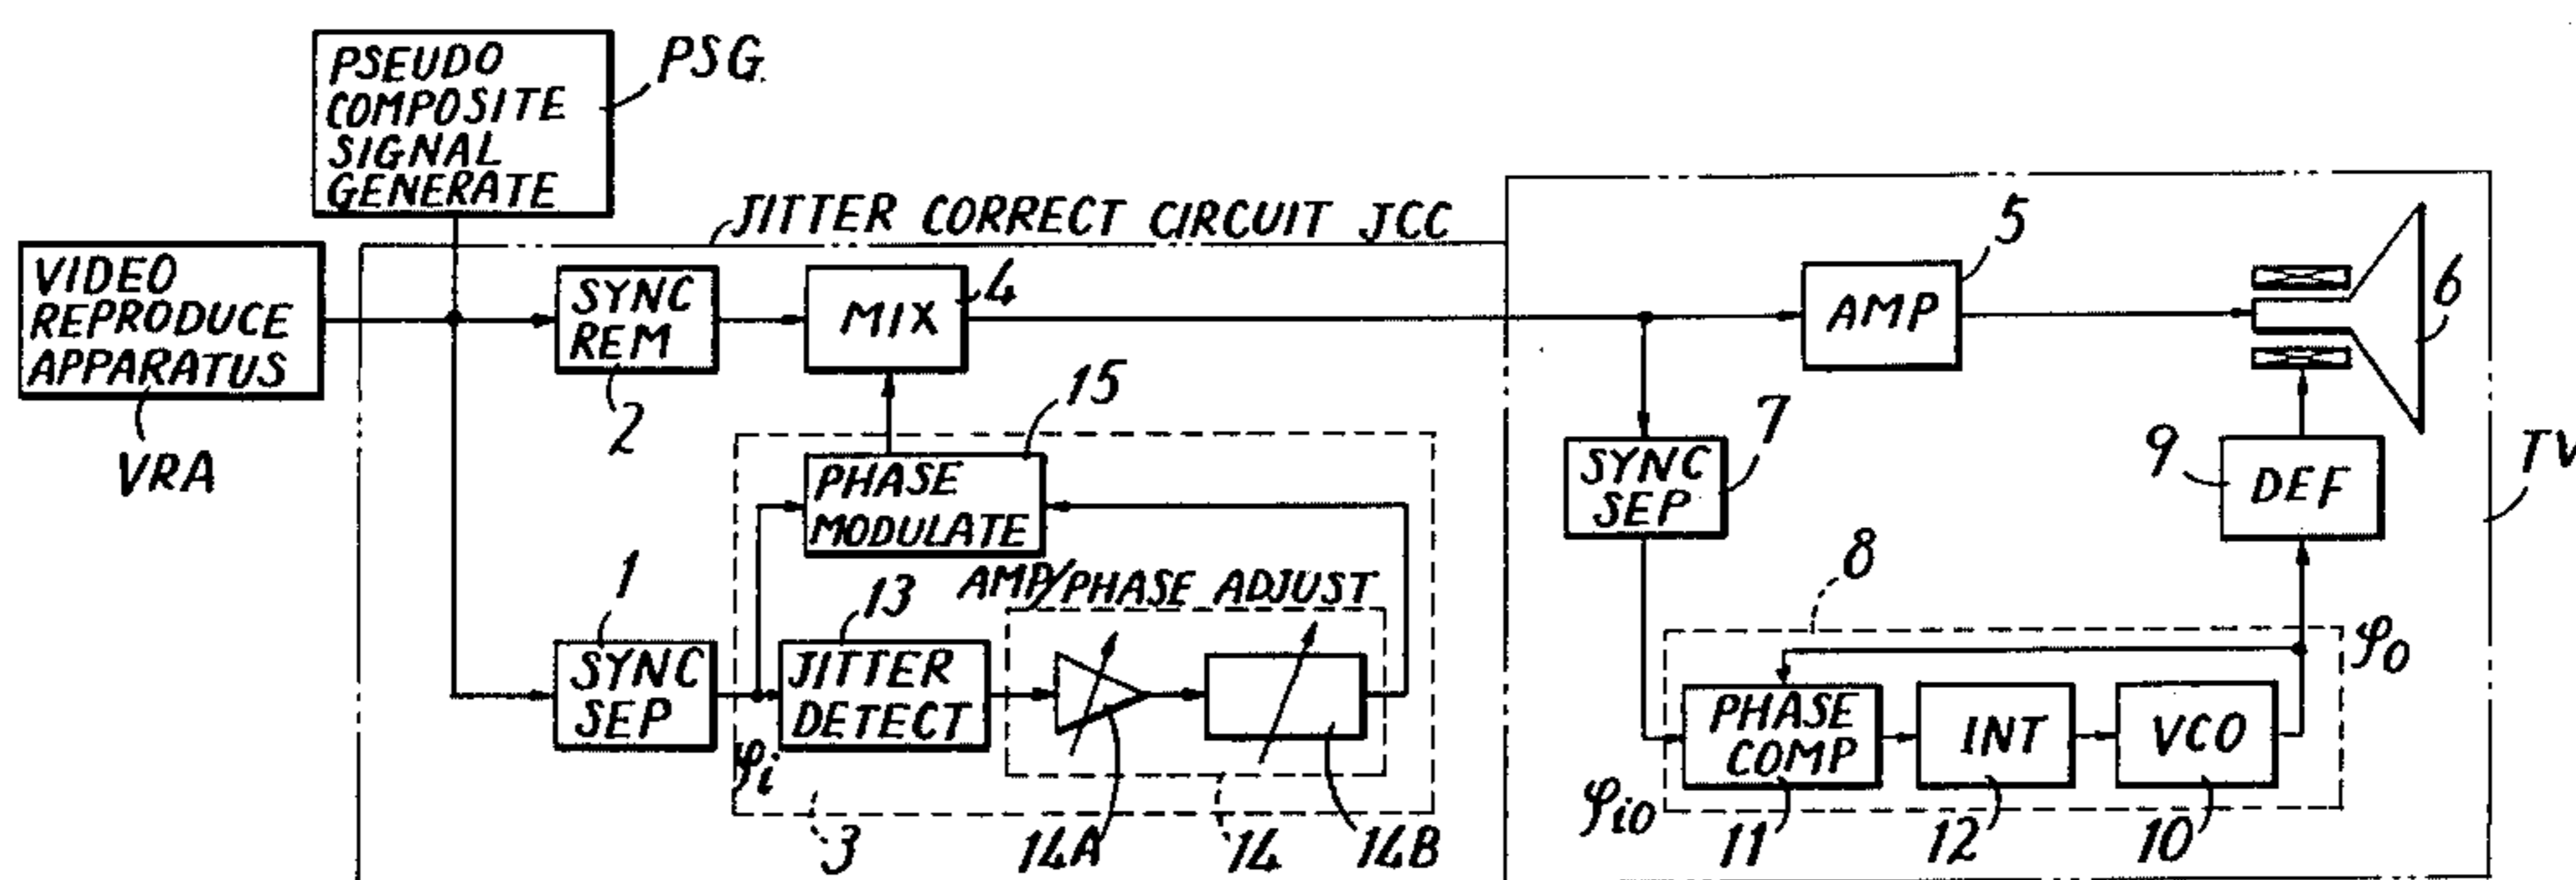 PSEUDO
COMPOSITE
SIGNAL
GENERATE
PSG
VIDEO
REPRODUCE
APPARATUS
VRA
JITTER CORRECT CIRCUIT JCC
SYNC
REM
2
MIX
4
15
PHASE
MODULATE
1
SYNC
SEP
φi
13
JITTER
DETECT
AMP/PHASE ADJUST
3
14A
14
14B
5
AMP
6
7
SYNC
SEP
9
DEF
TV
8
φo
φio
PHASE
COMP
11
INT
12
VCO
10